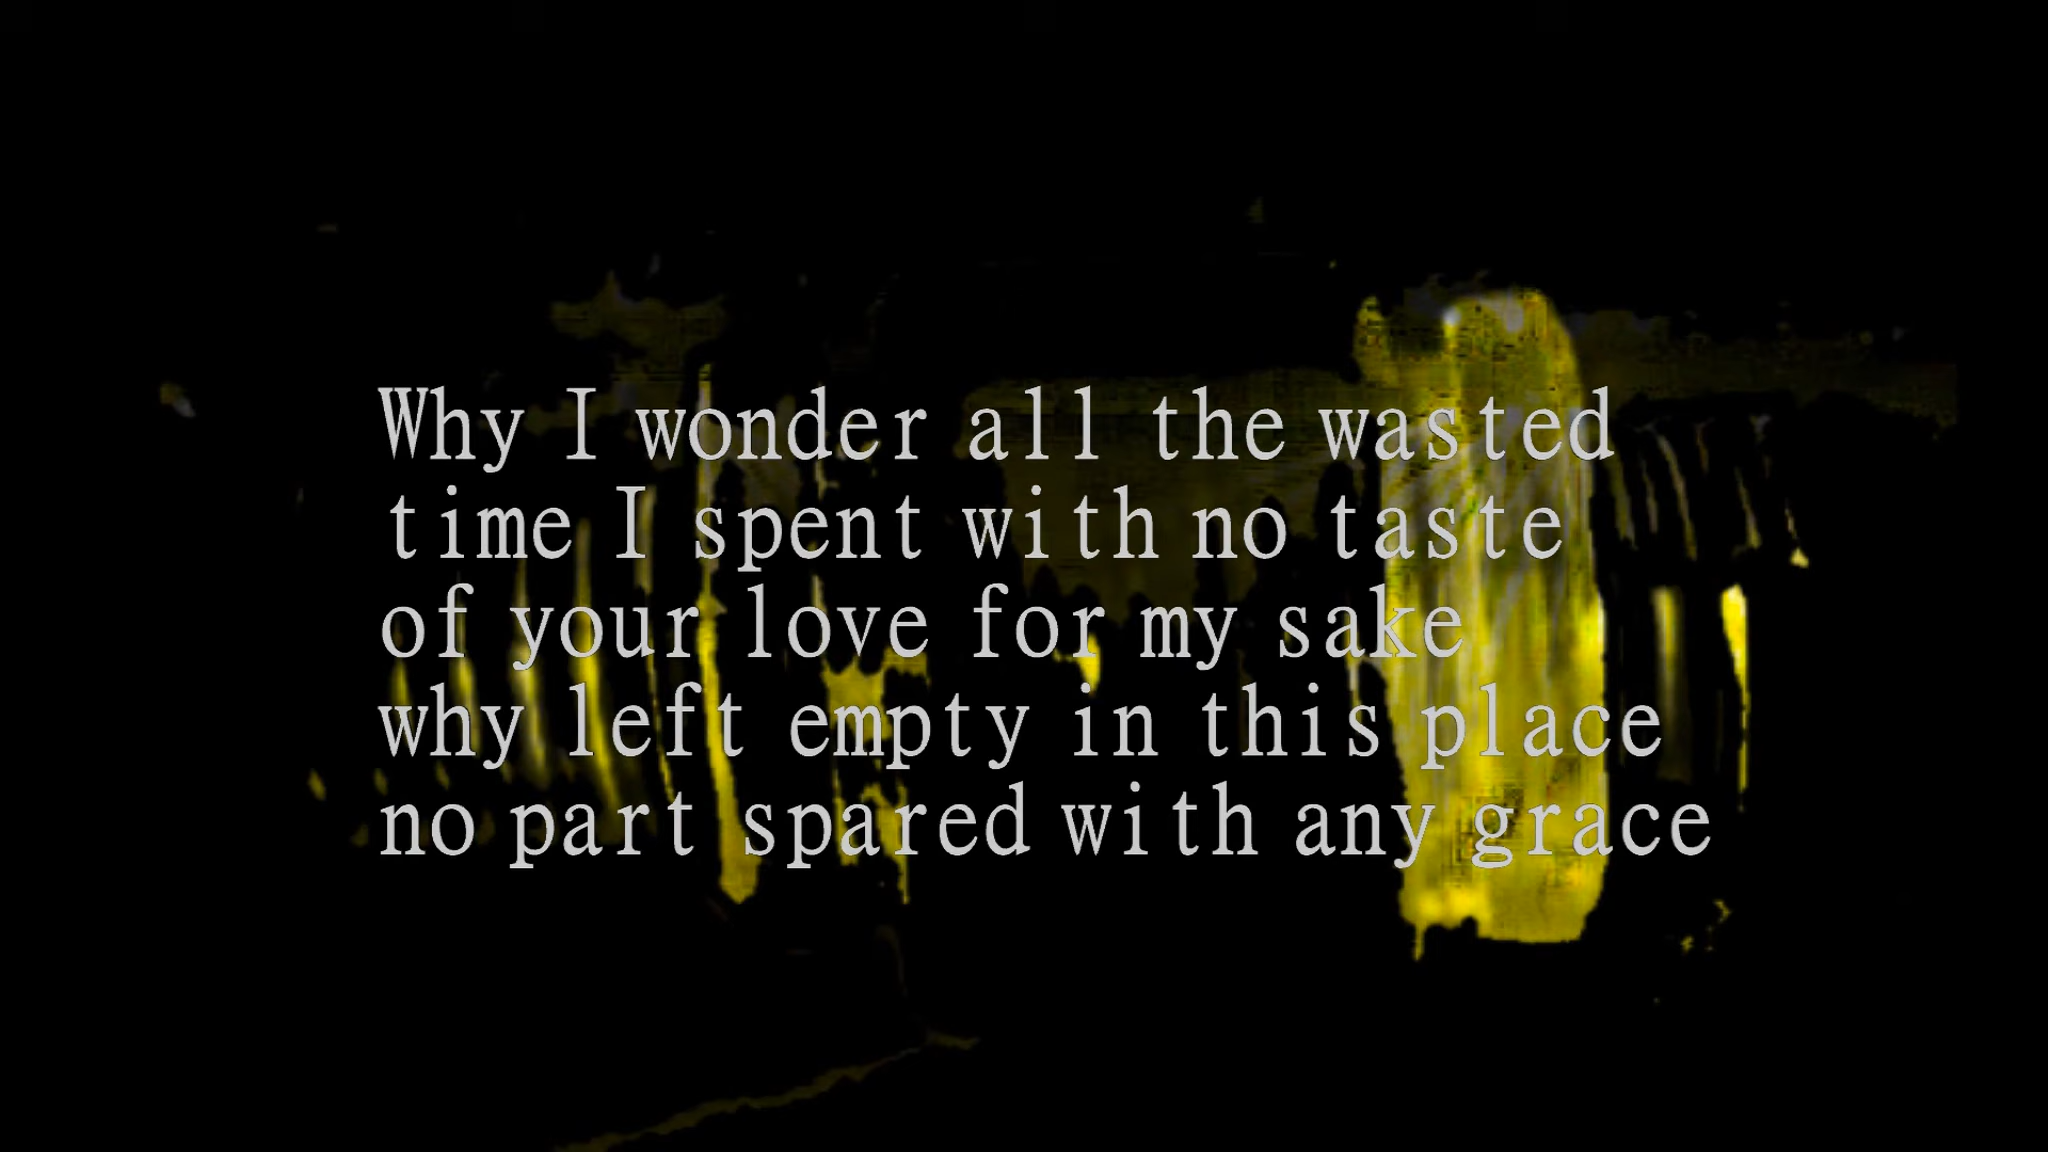 Why I wonder all the wasted
time I spent with no taste
of your love for my sake
why left empty in this place
no part spared with any grace